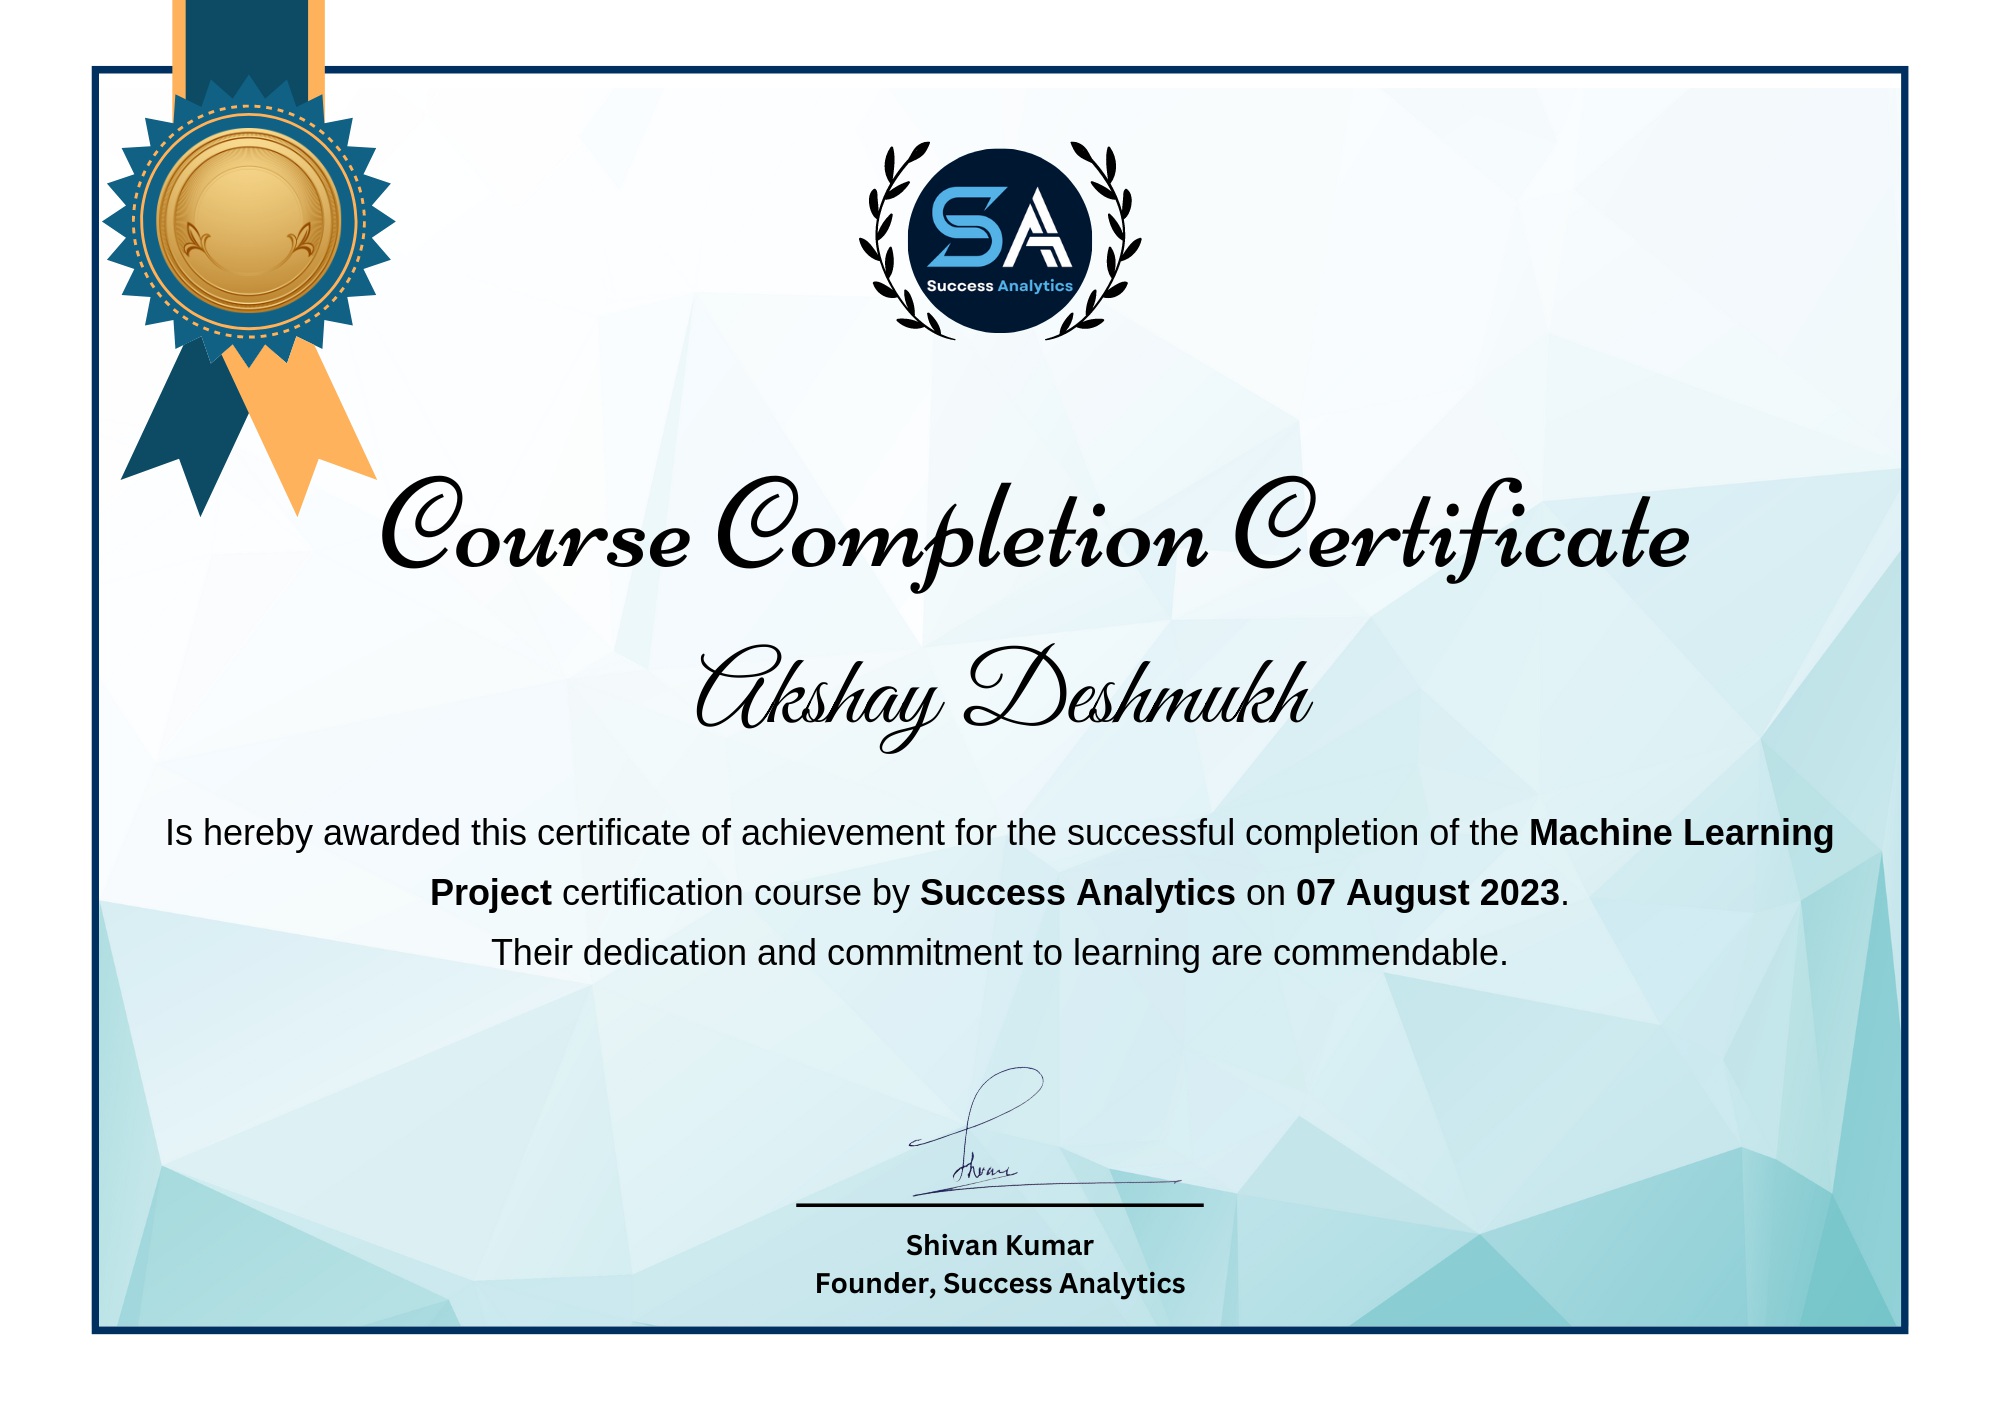 SA
Success Analytics
Course Completion Certificate
Akshay Deshmukh
Is hereby awarded this certificate of achievement for the successful completion of the Machine Learning
Project certification course by Success Analytics on 07 August 2023.
Their dedication and commitment to learning are commendable.
Shivan
Shivan Kumar
Founder, Success Analytics